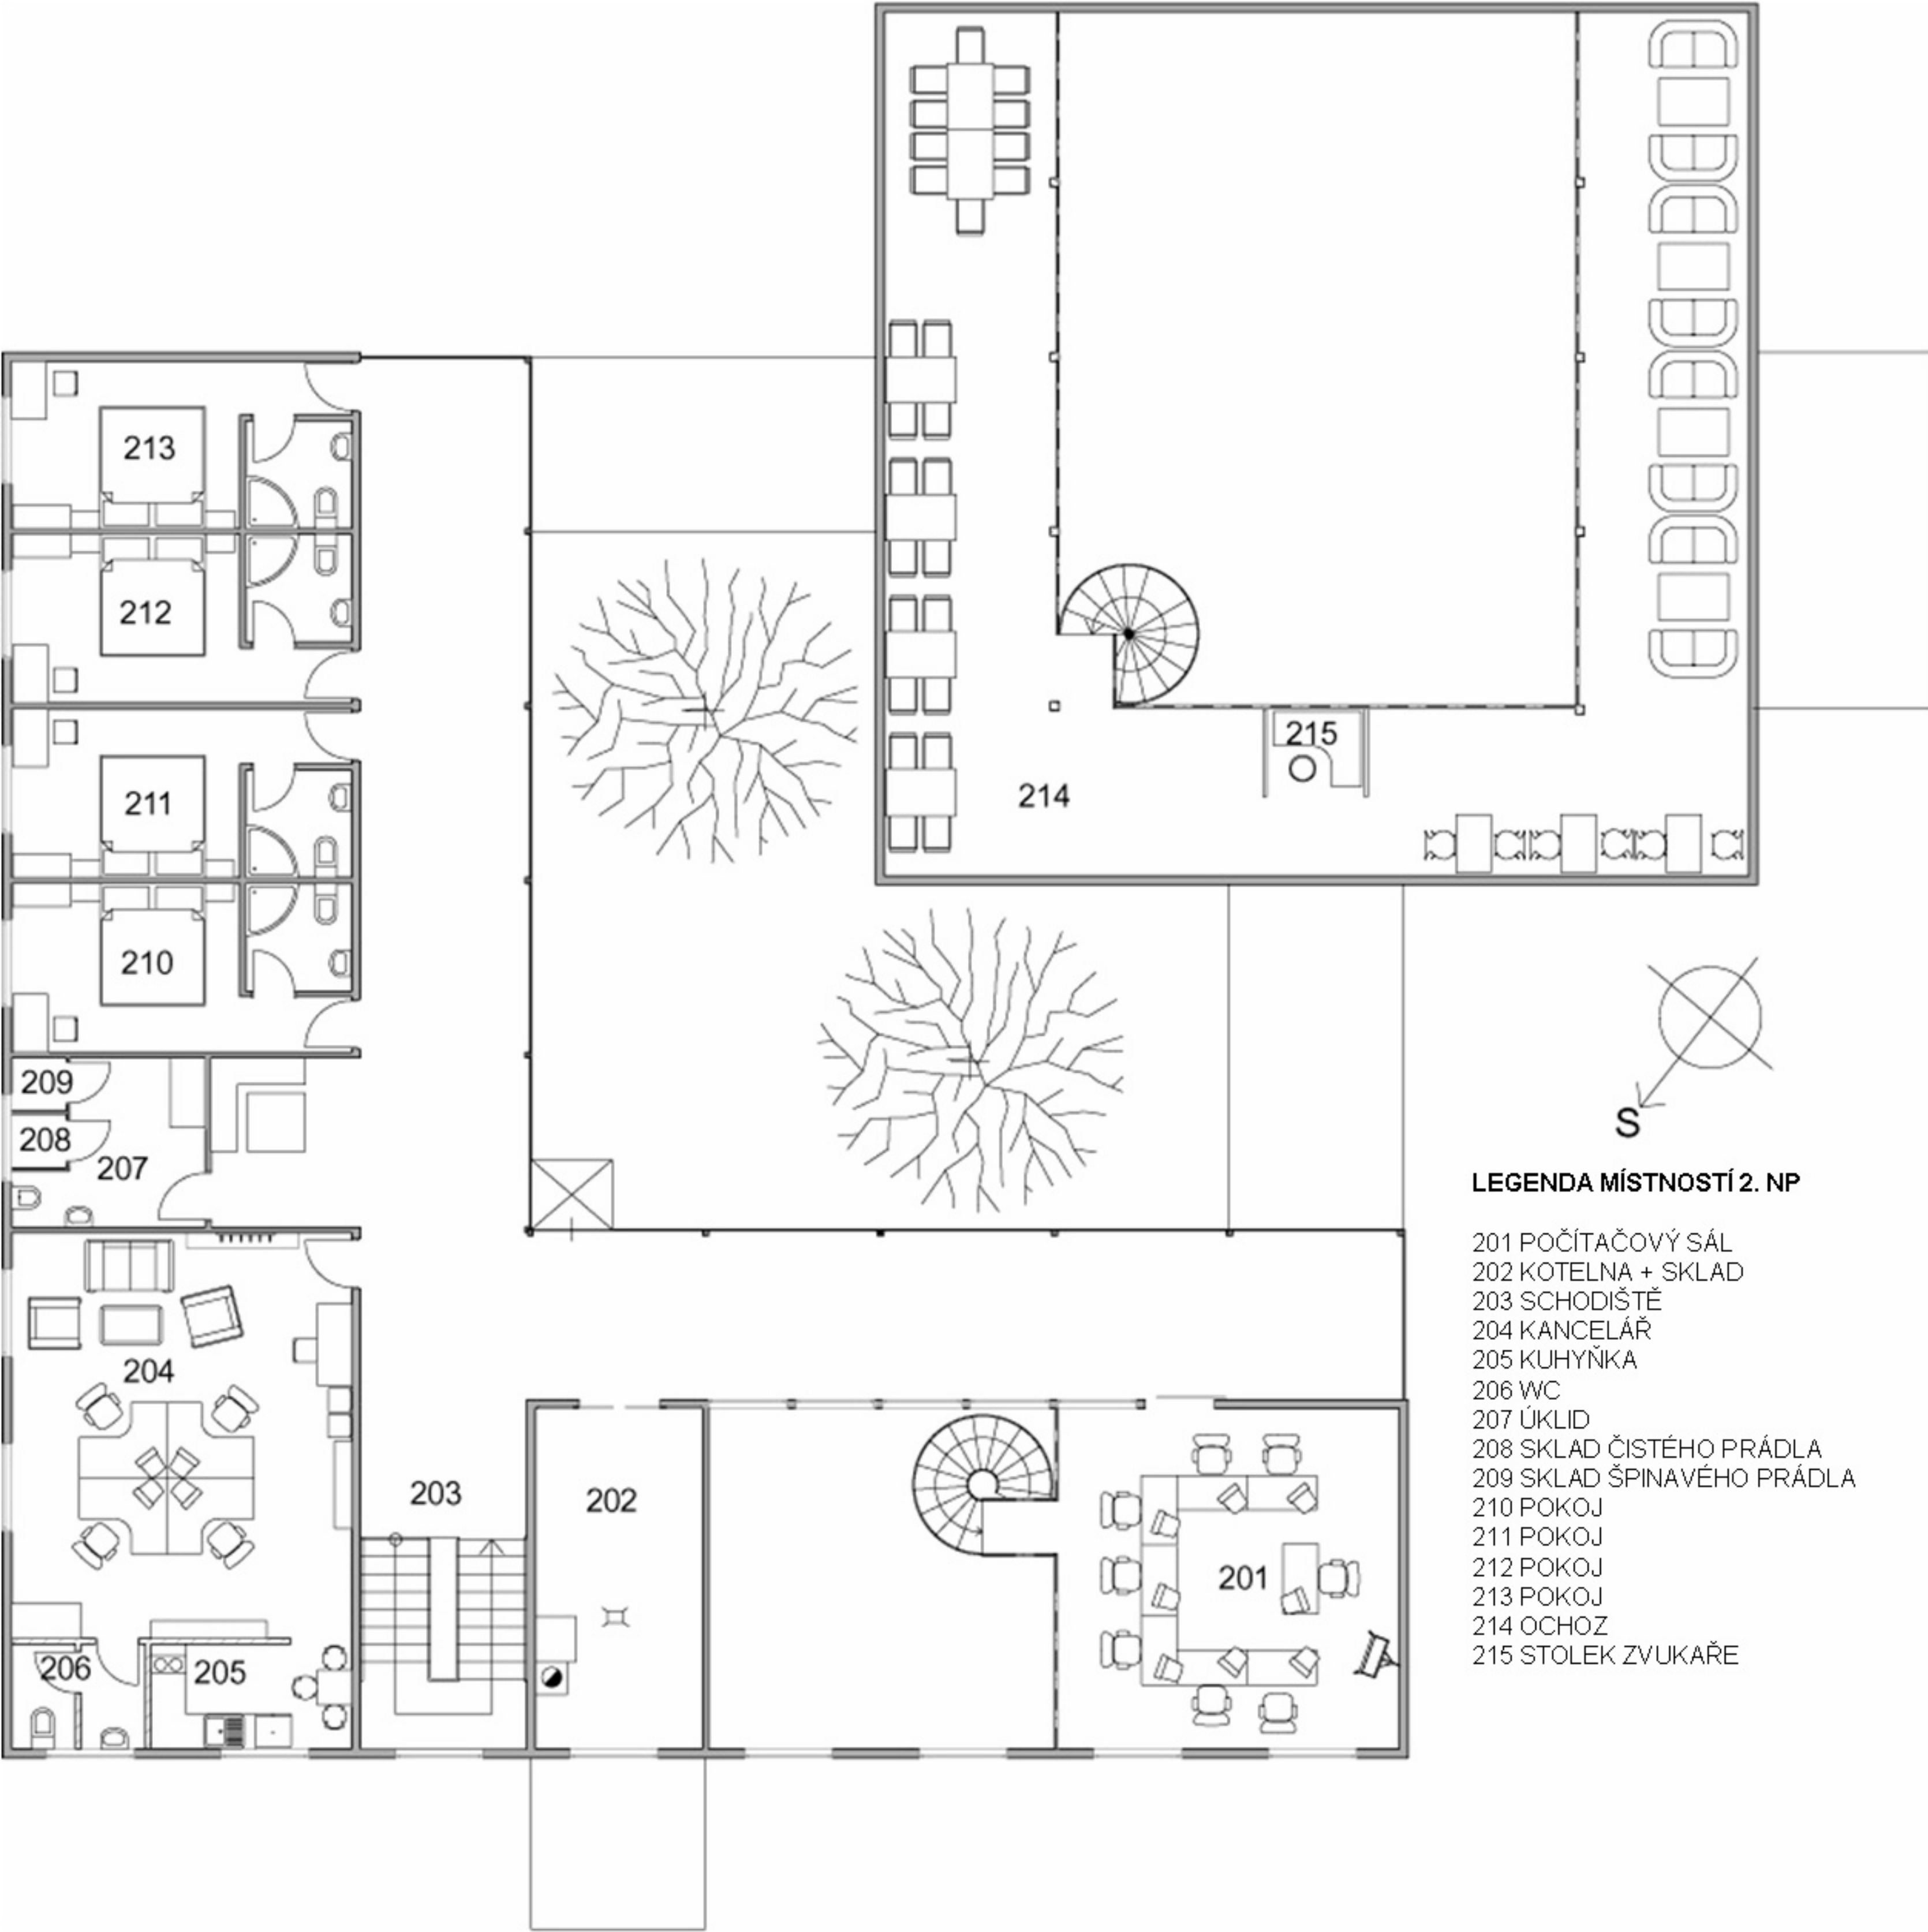 213
212
211
210
209
208
207
204
203
202
206
205
201
214
215
S
LEGENDA MÍSTNOSTÍ 2. NP
201 POČÍTAČOVÝ SÁL
202 KOTELNA + SKLAD
203 SCHODIŠTĚ
204 KANCELÁŘ
205 KUHYŇKA
206 WC
207 ÚKLID
208 SKLAD ČISTÉHO PRÁDLA
209 SKLAD ŠPINAVÉHO PRÁDLA
210 POKOJ
211 POKOJ
212 POKOJ
213 POKOJ
214 OCHOZ
215 STOLEK ZVUKAŘE